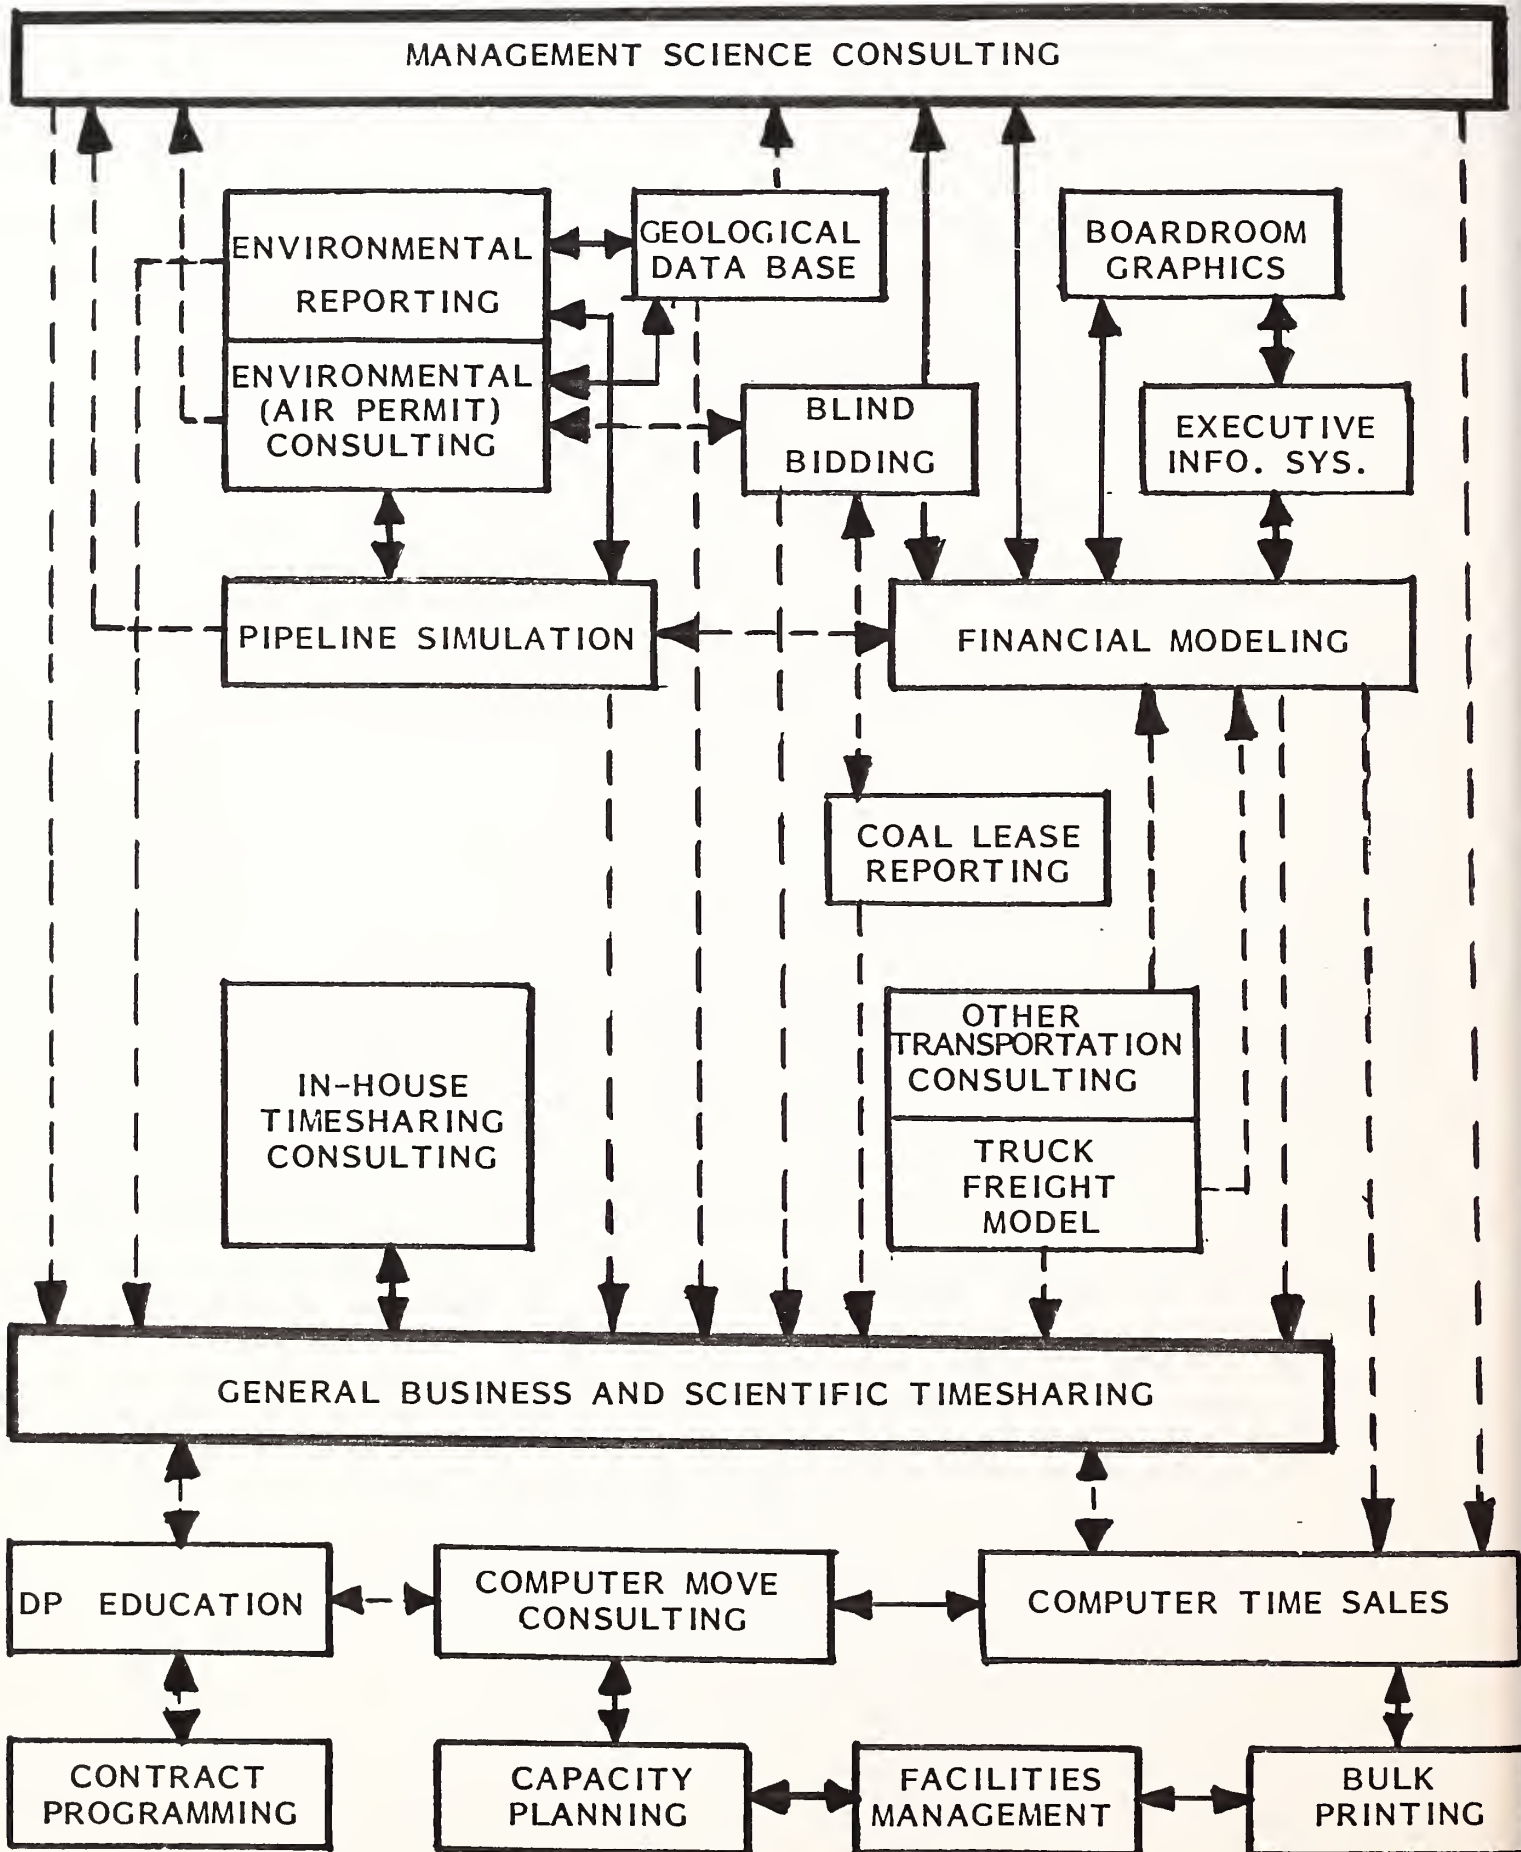 MANAGEMENT SCIENCE CONSULTING
ENVIRONMENTAL
REPORTING
GEOLOGICAL
DATA BASE
BOARDROOM
GRAPHICS
ENVIRONMENTAL
(AIR PERMIT)
CONSULTING
BLIND
BIDDING
EXECUTIVE
INFO. SYS.
PIPELINE SIMULATION
FINANCIAL MODELING
COAL LEASE
REPORTING
IN-HOUSE
TIMESHARING
CONSULTING
OTHER
TRANSPORTATION
CONSULTING
TRUCK
FREIGHT
MODEL
GENERAL BUSINESS AND SCIENTIFIC TIMESHARING
DP EDUCATION
COMPUTER MOVE
CONSULTING
COMPUTER TIME SALES
CONTRACT
PROGRAMMING
CAPACITY
PLANNING
FACILITIES
MANAGEMENT
BULK
PRINTING